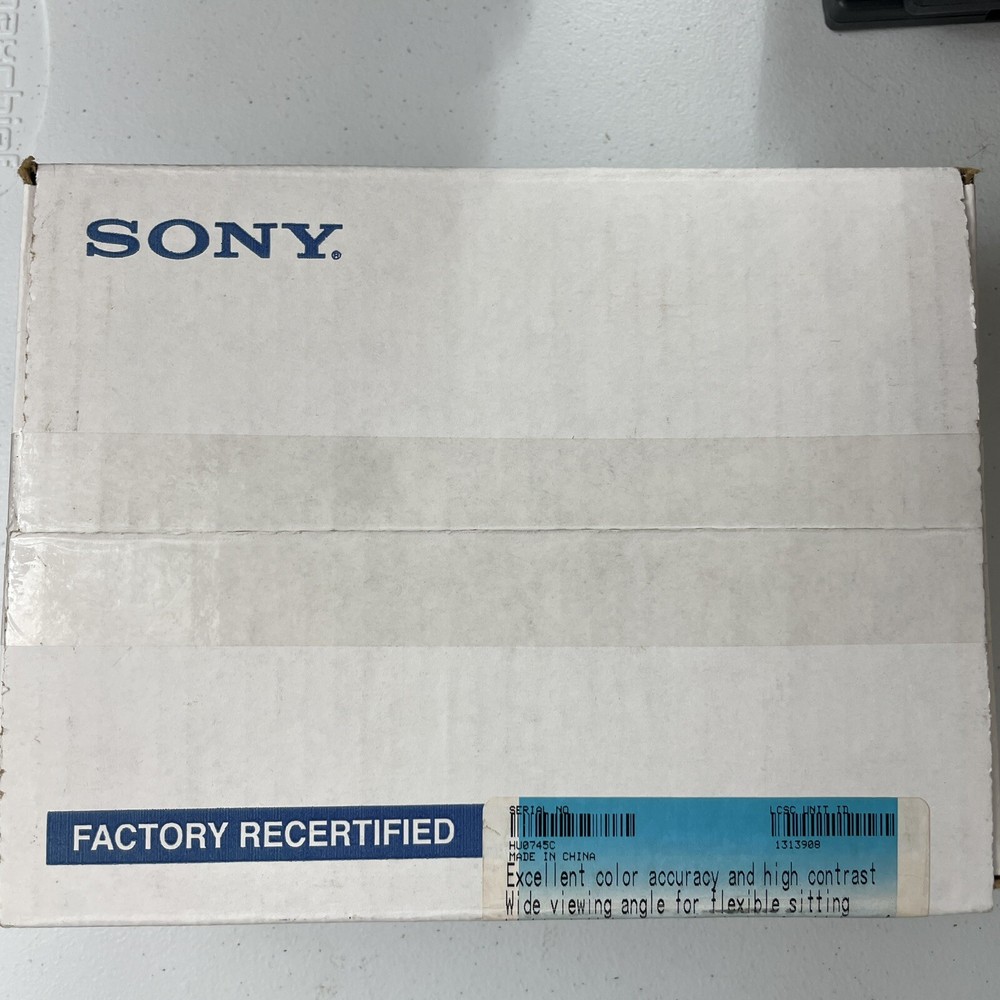 SONY®
FACTORY RECERTIFIED
SERIAL NO
LCSC UNIT ID
HU0745C
1313908
MADE IN CHINA
Excellent color accuracy and high contrast
Wide viewing angle for flexible sitting